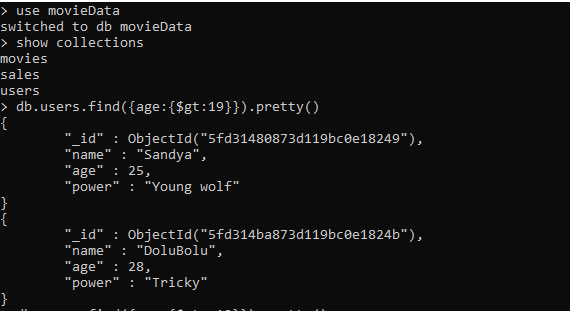 > use movieData
switched to db movieData
> show collections
movies
sales
users
> db.users.find({age:{$gt:19}}).pretty()
{
        "_id" : ObjectId("5fd31480873d119bc0e18249"),
        "name" : "Sandya",
        "age" : 25,
        "power" : "Young wolf"
}
{
        "_id" : ObjectId("5fd314ba873d119bc0e1824b"),
        "name" : "DoluBolu",
        "age" : 28,
        "power" : "Tricky"
}